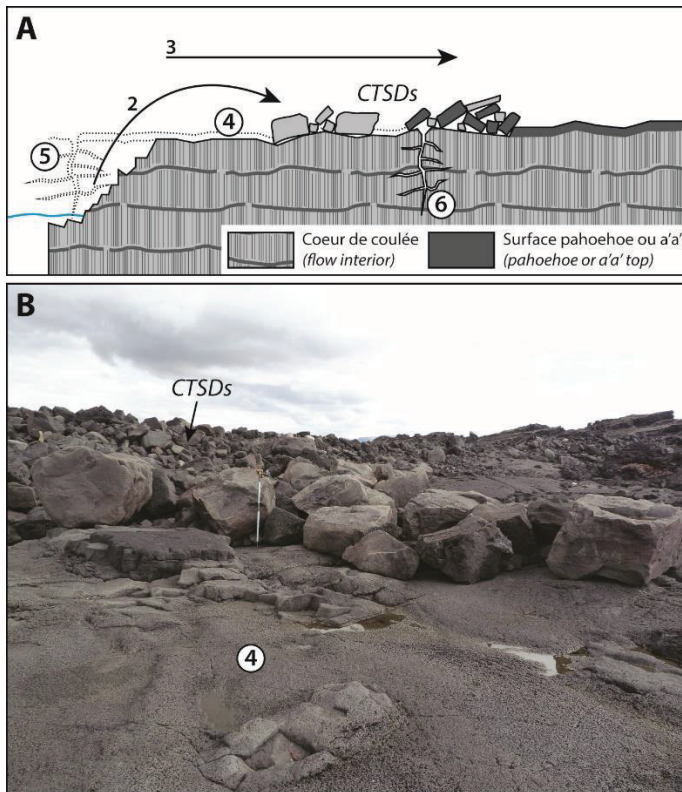 A
3
2
CTSDs
4
5
6
Coeur de coulée
(flow interior)
Surface pahoehoe ou a'a'
(pahoehoe or a'a' top)
B
CTSDs
4